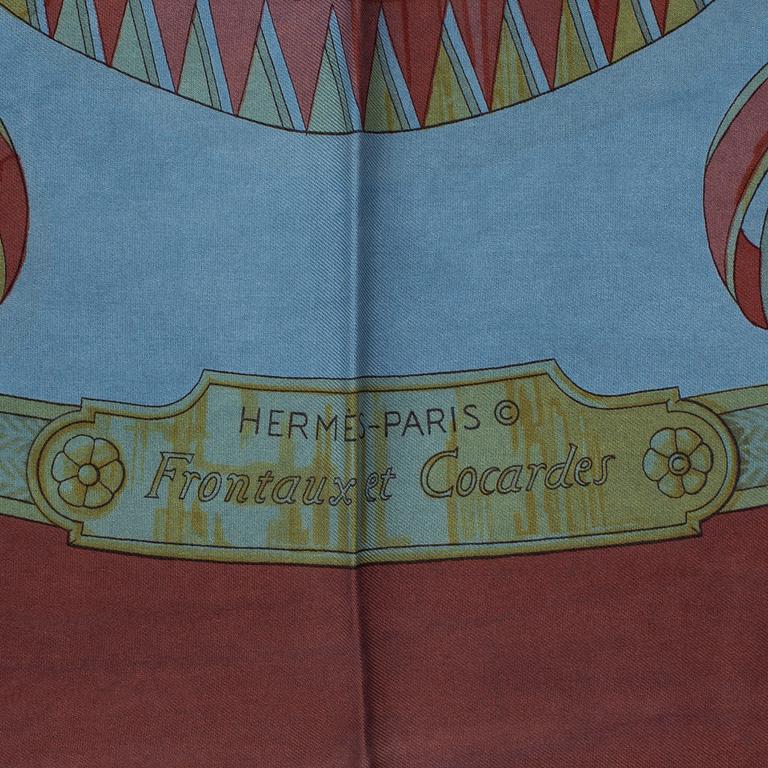 HERMÈS-PARIS ©
Frontaux et Cocardes